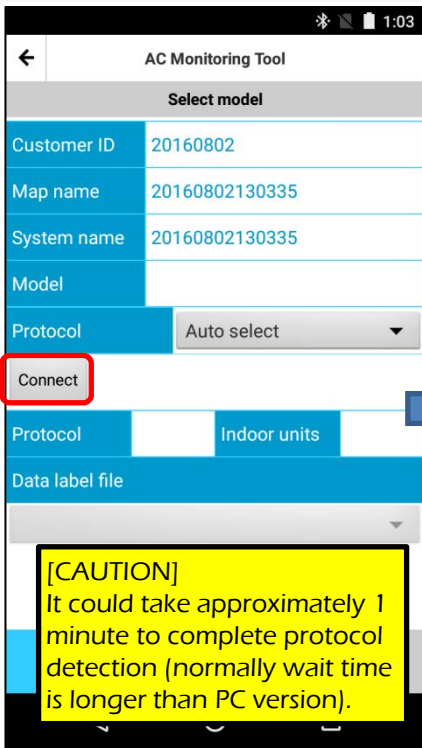 1:03
AC Monitoring Tool
Select model
Customer ID 20160802
Map name 20160802130335
System name 20160802130335
Model
Protocol Auto select
Connect
Protocol Indoor units
Data label file
[CAUTION]
It could take approximately 1
minute to complete protocol
detection (normally wait time
is longer than PC version).